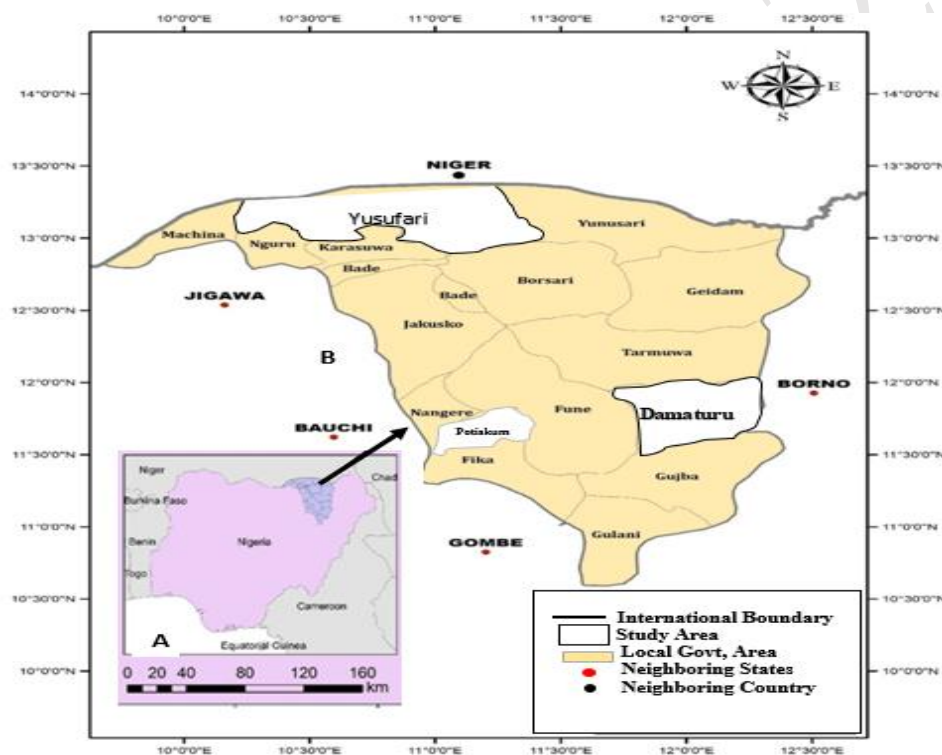 10°0'0"E 10°30'0"E 11°0'0"E 11°30'0"E 12°0'0"E 12°30'0"E
N
W E
S
14°0'0"N 14°0'0"N
NIGER
13°30'0"N 13°30'0"N
Yusufari
Yunusari
Machina
13°0'0"N 13°0'0"N
Nguru
Karasuwa
Bade
Borsari
JIGAWA
Bade
Geidam
12°30'0"N 12°30'0"N
Jakusko
B
Tarmuwa
12°0'0"N 12°0'0"N
BORNO
Nangere
Fune
Damaturu
BAUCHI
Potiskum
11°30'0"N 11°30'0"N
Fika
Gujba
Niger
Chad
Burkina Faso
11°0'0"N 11°0'0"N
Benin
Nigeria
GOMBE
Gulani
Togo
10°30'0"N 10°30'0"N
Cameroon
A
Equatorial Guinea
International Boundary
Study Area
Local Govt, Area
Neighboring States
Neighboring Country
10°0'0"N 10°0'0"N
0 20 40 80 120 160
km
10°0'0"E 10°30'0"E 11°0'0"E 11°30'0"E 12°0'0"E 12°30'0"E